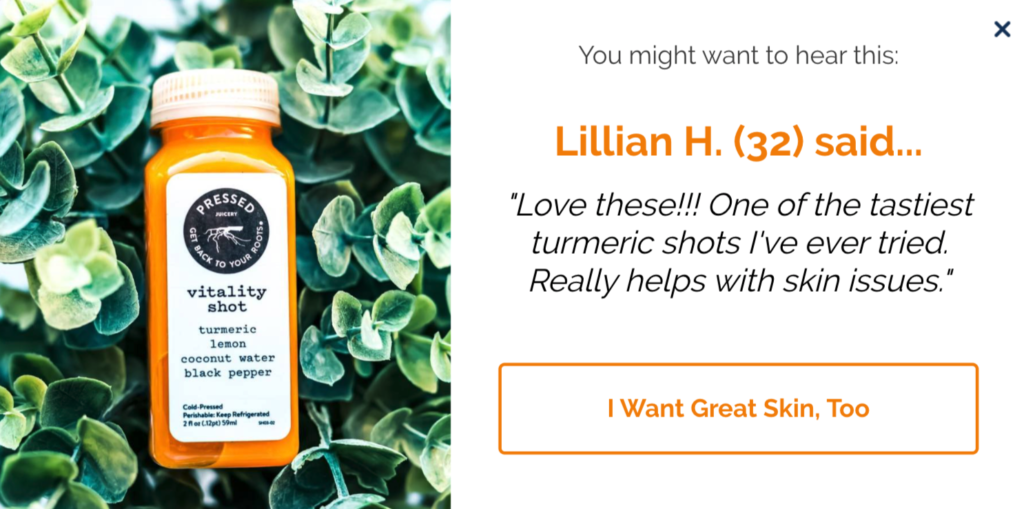 PRESSED
JUICERY
GET BACK TO YOUR ROOTS
vitality
shot
turmeric
lemon
coconut water
black pepper
Cold-Pressed
Perishable: Keep Refrigerated
2 fl oz (.12pt) 59ml
You might want to hear this:
Lillian H. (32) said...
"Love these!!! One of the tastiest
turmeric shots I've ever tried.
Really helps with skin issues."
I Want Great Skin, Too